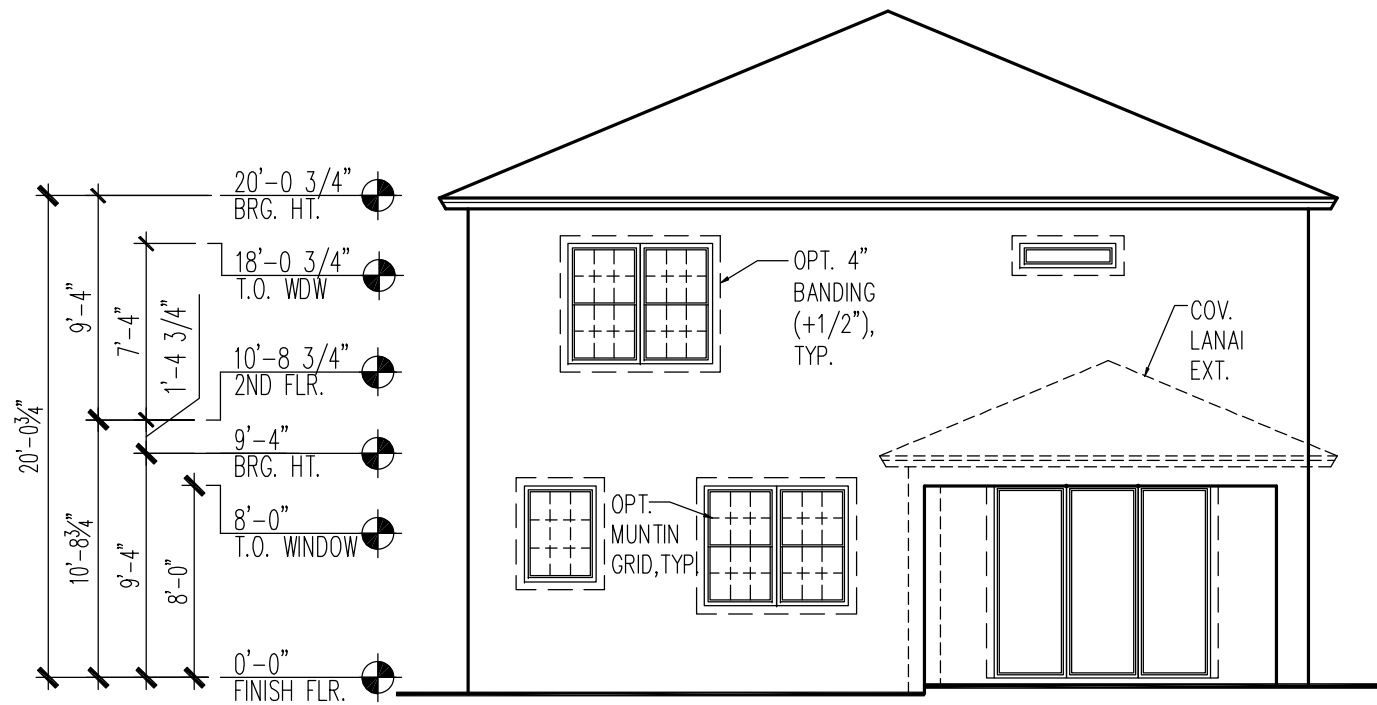 20'-0 3/4"
BRG. HT.
18'-0 3/4"
T.O. WDW
10'-8 3/4"
2ND FLR.
9'-4"
BRG. HT.
8'-0"
T.O. WINDOW
0'-0"
FINISH FLR.
20'-0¾"
9'-4"
10'-8¾"
7'-4"
1'-4 3/4"
9'-4"
8'-0"
OPT. 4"
BANDING
(+1/2"),
TYP.
COV.
LANAI
EXT.
OPT.
MUNTIN
GRID,TYP.